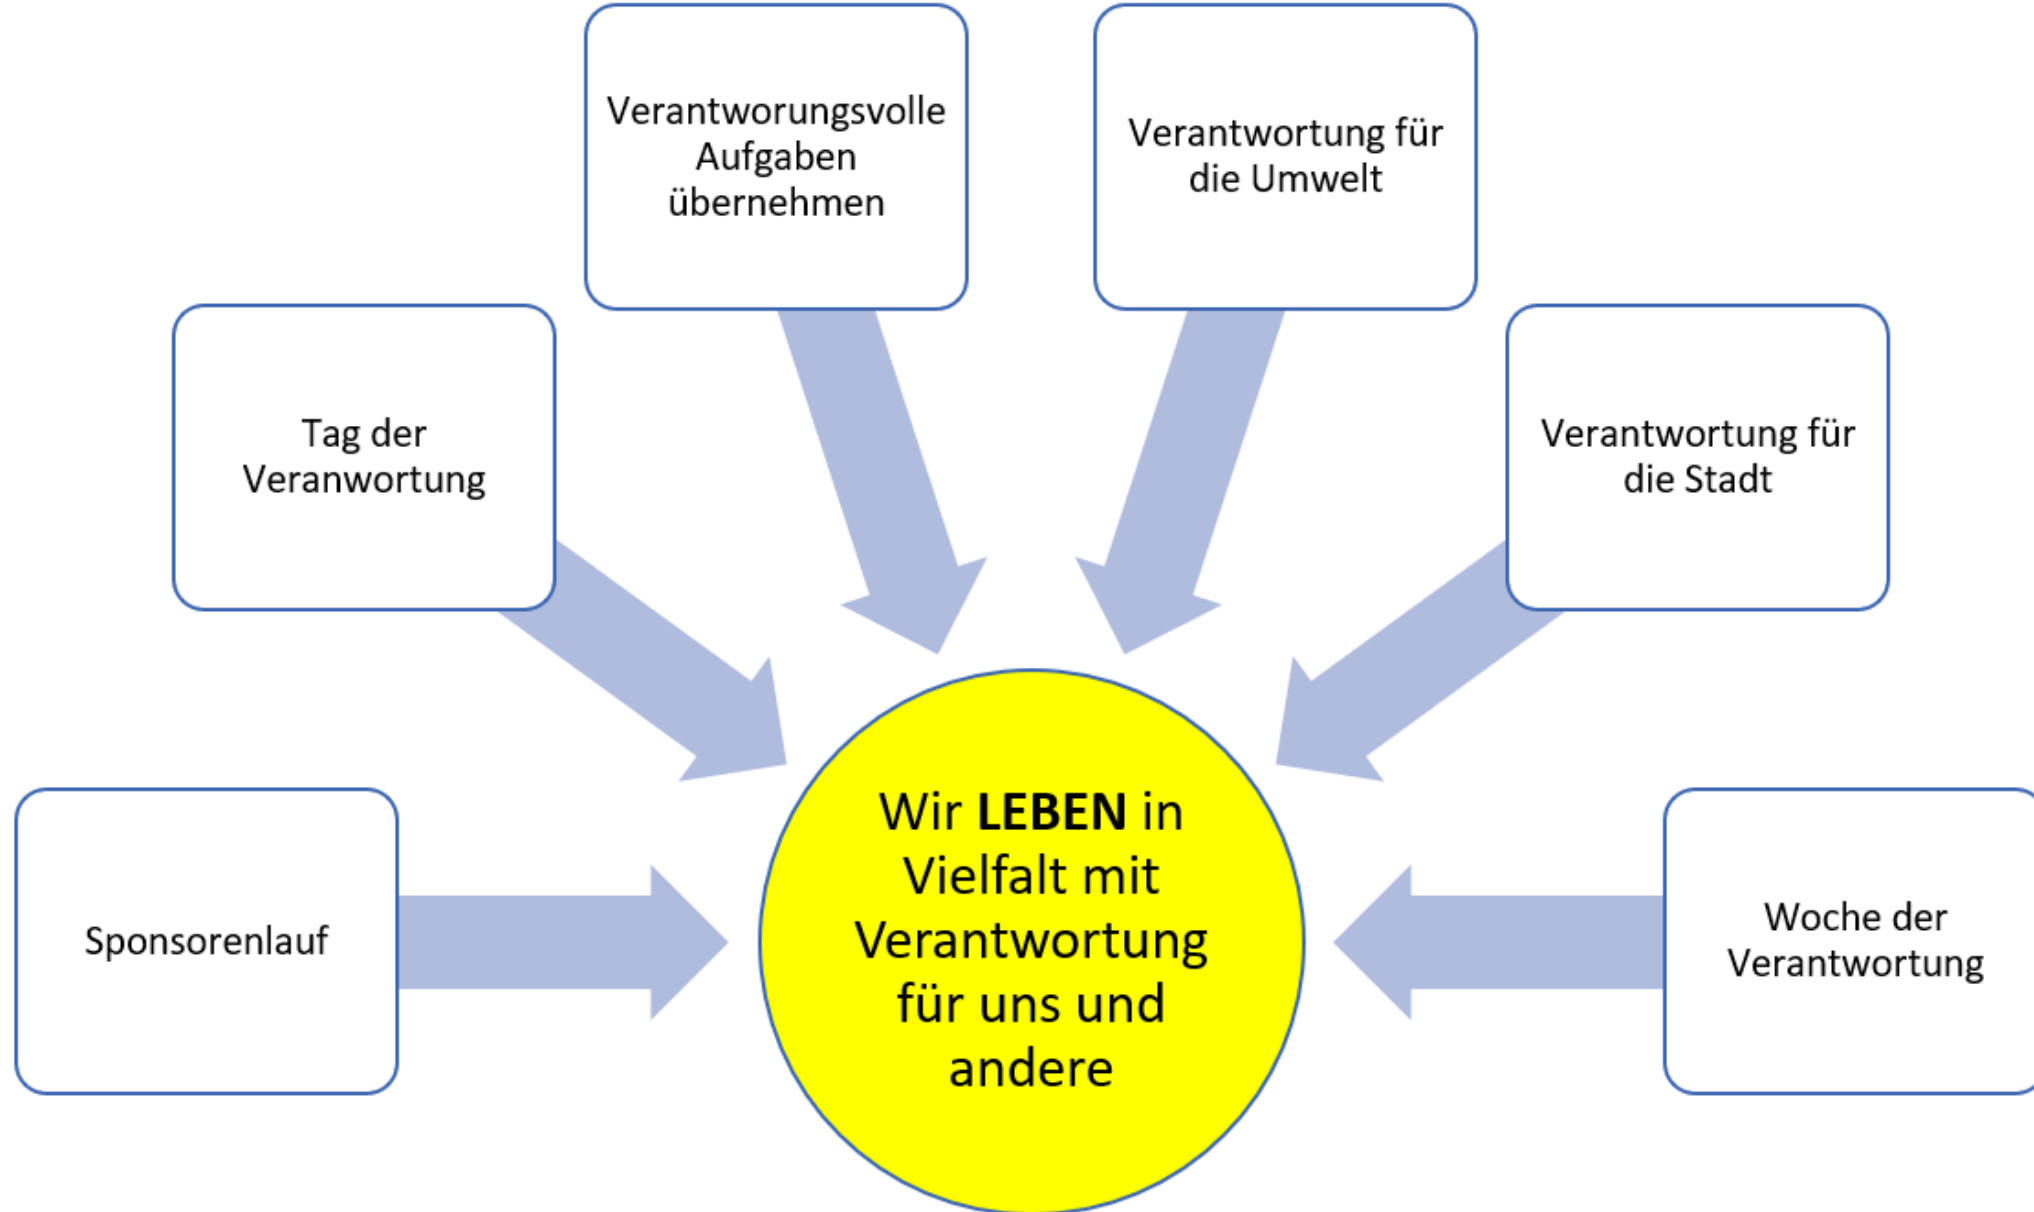 Verantworungsvolle
Aufgaben
übernehmen
Verantwortung für
die Umwelt
Tag der
Veranwortung
Verantwortung für
die Stadt
Sponsorenlauf
Wir LEBEN in
Vielfalt mit
Verantwortung
für uns und
andere
Woche der
Verantwortung